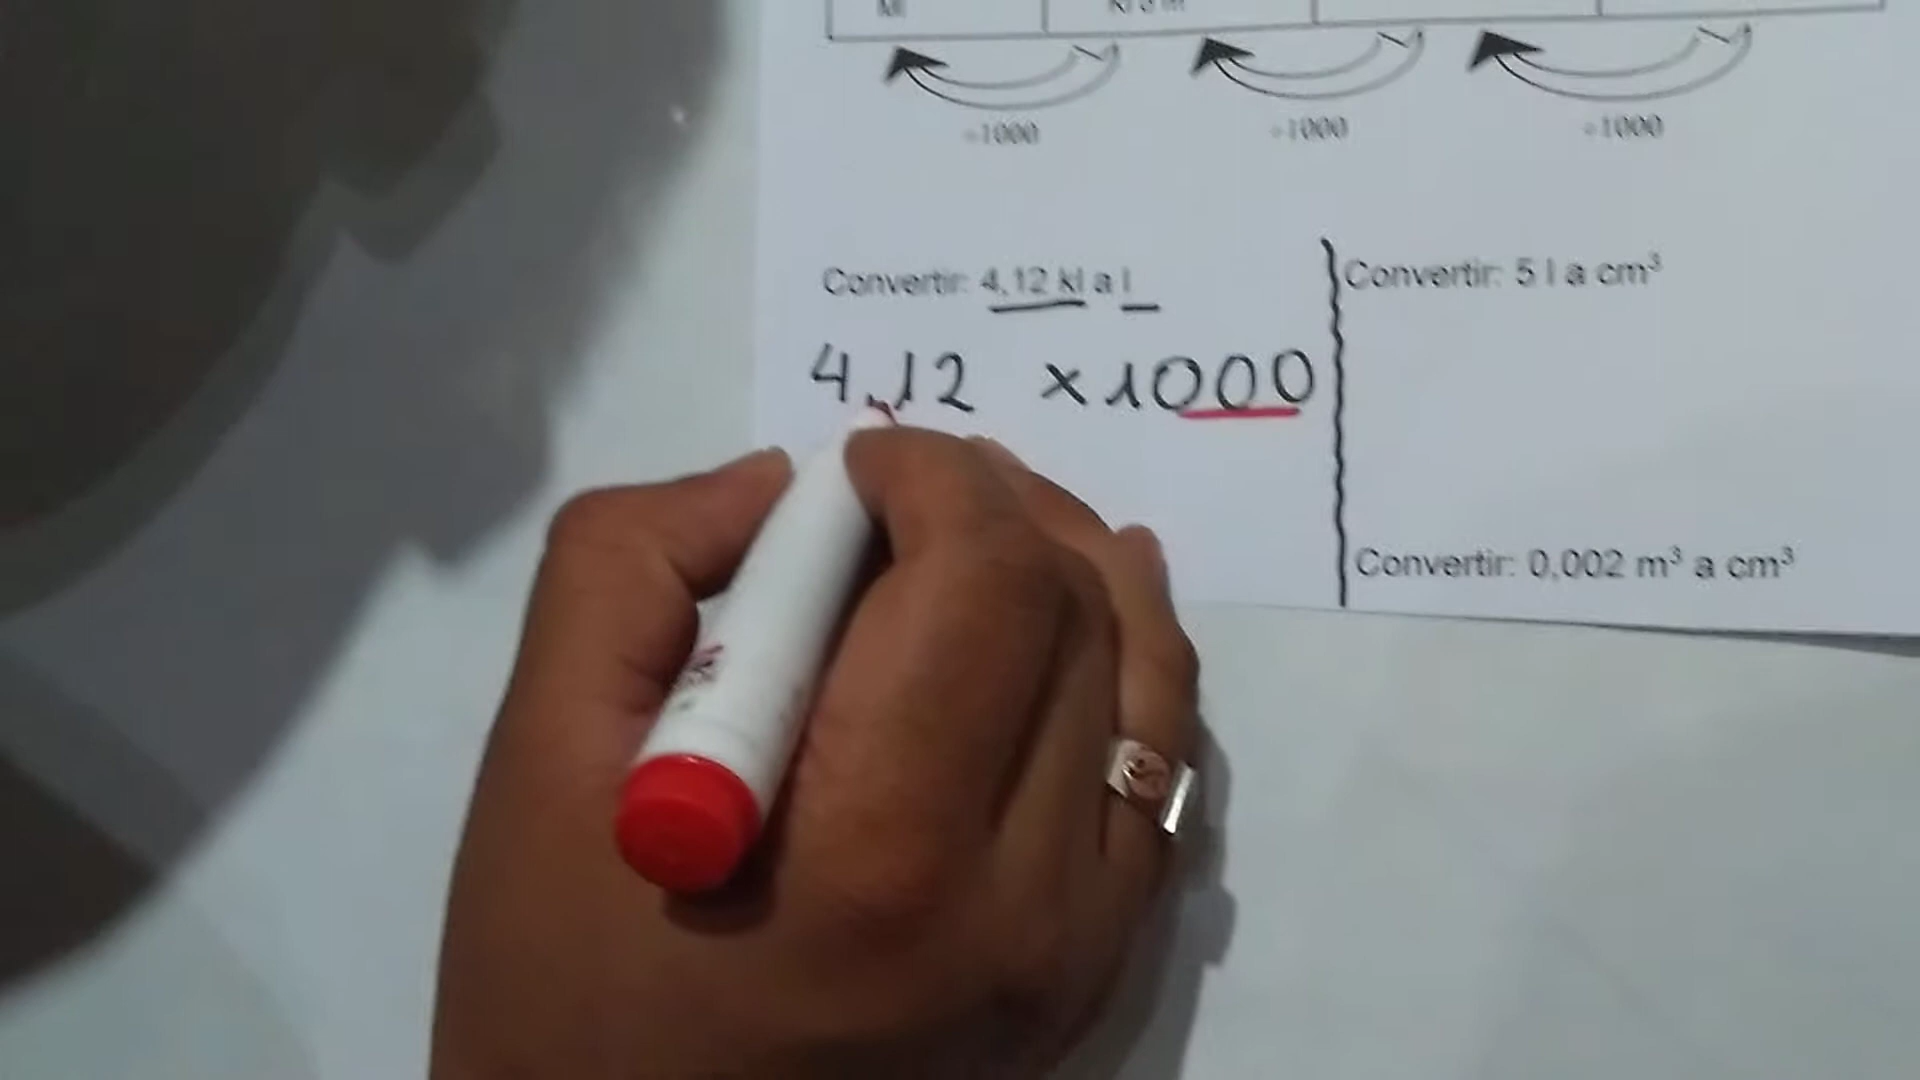 ÷1000 ÷1000 ÷1000
Convertir: 4,12 kl a l
4,12 x 1000
Convertir: 5 l a cm³
Convertir: 0,002 m³ a cm³